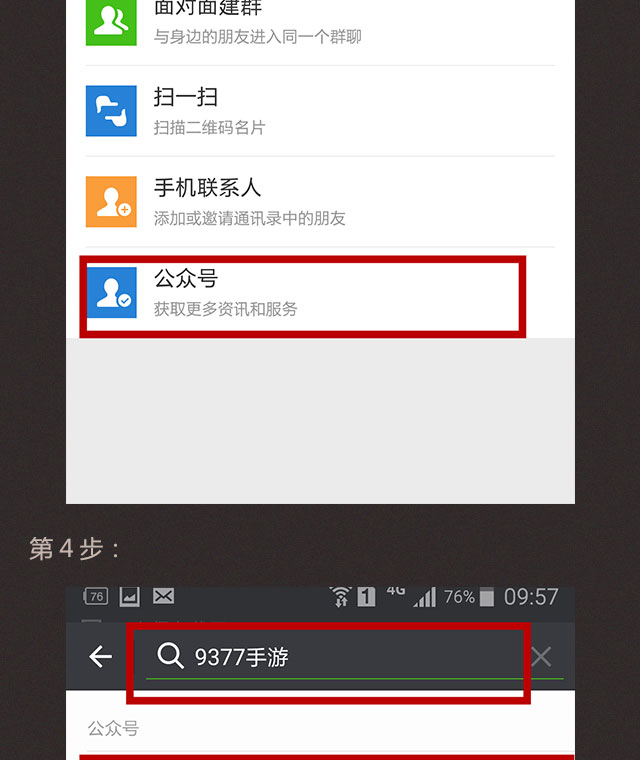 面对面建群
与身边的朋友进入同一个群聊
扫一扫
扫描二维码名片
手机联系人
添加或邀请通讯录中的朋友
公众号
获取更多资讯和服务
第4步：
76 1 4G 76% 09:57
9377手游
公众号